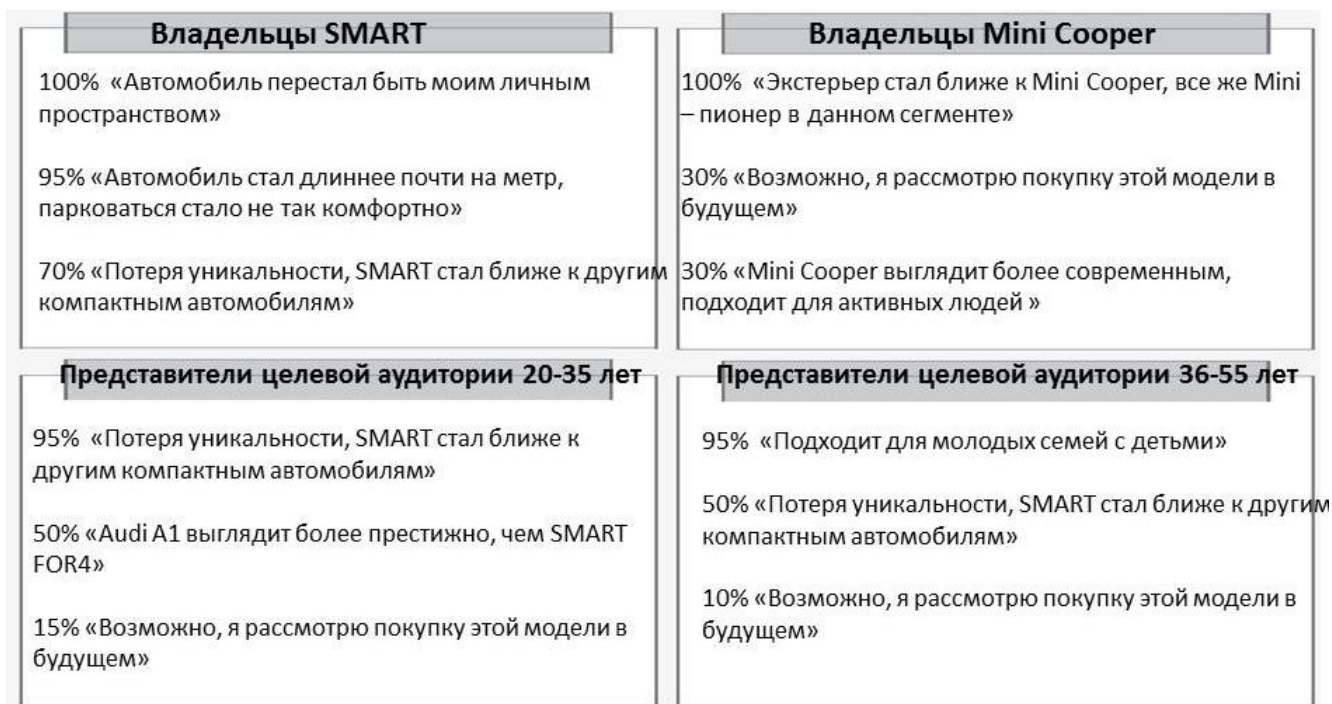 Владельцы SMART
100% «Автомобиль перестал быть моим личным
пространством»
95% «Автомобиль стал длиннее почти на метр,
парковаться стало не так комфортно»
70% «Потеря уникальности, SMART стал ближе к другим
компактным автомобилям»
Владельцы Mini Cooper
100% «Экстерьер стал ближе к Mini Cooper, все же Mini
– пионер в данном сегменте»
30% «Возможно, я рассмотрю покупку этой модели в
будущем»
30% «Mini Cooper выглядит более современным,
подходит для активных людей »
Представители целевой аудитории 20-35 лет
95% «Потеря уникальности, SMART стал ближе к
другим компактным автомобилям»
50% «Audi A1 выглядит более престижно, чем SMART
FOR4»
15% «Возможно, я рассмотрю покупку этой модели в
будущем»
Представители целевой аудитории 36-55 лет
95% «Подходит для молодых семей с детьми»
50% «Потеря уникальности, SMART стал ближе к другим
компактным автомобилям»
10% «Возможно, я рассмотрю покупку этой модели в
будущем»